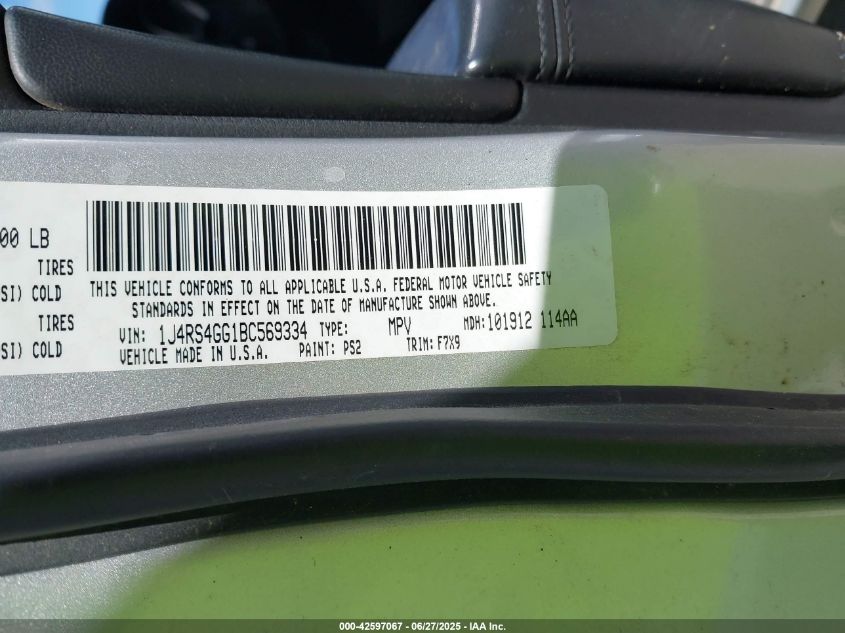 00 LB
TIRES
SI) COLD
TIRES
SI) COLD
THIS VEHICLE CONFORMS TO ALL APPLICABLE U.S.A. FEDERAL MOTOR VEHICLE SAFETY
STANDARDS IN EFFECT ON THE DATE OF MANUFACTURE SHOWN ABOVE.
VIN: 1J4RS4GG1BC569334 TYPE: MPV MDH: 101912 114AA
VEHICLE MADE IN U.S.A. PAINT: PS2 TRIM: F7X9
000-42597067 - 06/27/2025 - IAA Inc.